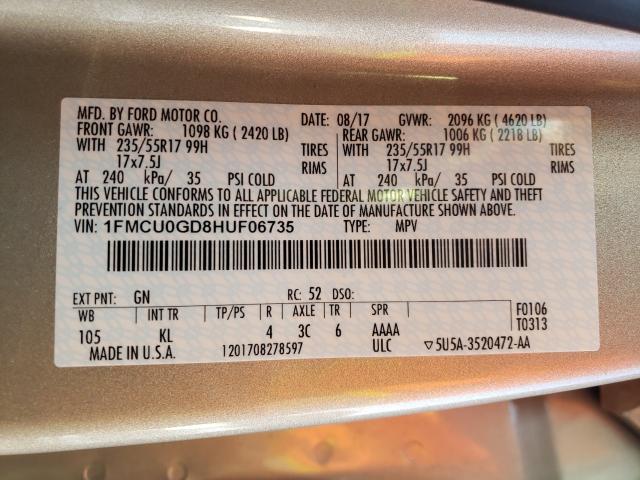 MFD. BY FORD MOTOR CO.
DATE: 08/17 GVWR: 2096 KG ( 4620 LB)
FRONT GAWR: 1098 KG ( 2420 LB) REAR GAWR: 1006 KG ( 2218 LB)
WITH 235/55R17 99H TIRES WITH 235/55R17 99H TIRES
17x7.5J RIMS 17x7.5J RIMS
AT 240 kPa/ 35 PSI COLD AT 240 kPa/ 35 PSI COLD
THIS VEHICLE CONFORMS TO ALL APPLICABLE FEDERAL MOTOR VEHICLE SAFETY AND THEFT
PREVENTION STANDARDS IN EFFECT ON THE DATE OF MANUFACTURE SHOWN ABOVE.
VIN: 1FMCU0GD8HUF06735 TYPE: MPV
EXT PNT: GN RC: 52 DSO:
WB INT TR TP/PS R AXLE TR SPR F0106
105 KL 4 3C 6 AAAA T0313
MADE IN U.S.A. 1201708278597 ULC ▽5U5A-3520472-AA